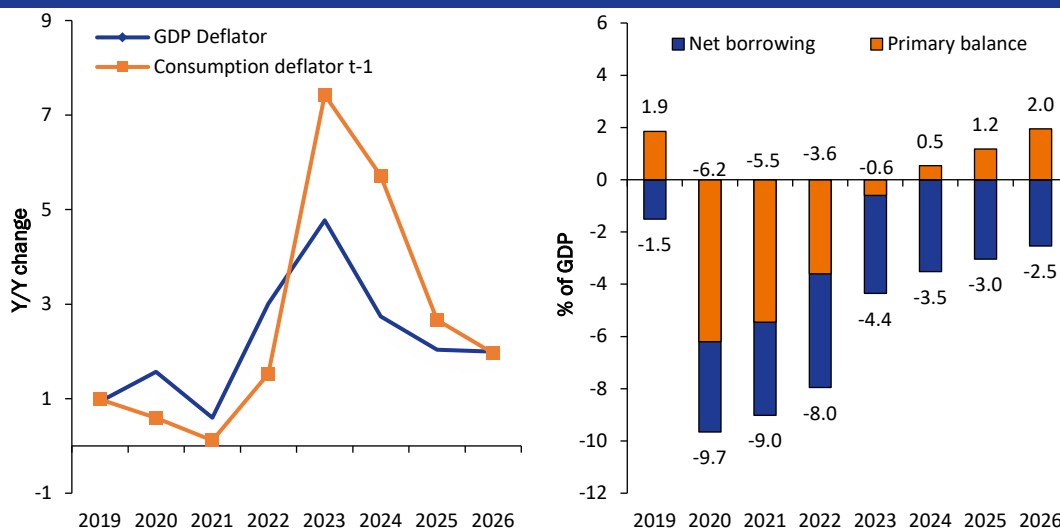 GDP Deflator
Consumption deflator t-1
Y/Y change
9
7
5
3
1
-1
2019 2020 2021 2022 2023 2024 2025 2026
Net borrowing Primary balance
% of GDP
6
4
2
0
-2
-4
-6
-8
-10
-12
1.9 -6.2 -5.5 -3.6 -0.6 0.5 1.2 2.0
-1.5 -9.7 -9.0 -8.0 -4.4 -3.5 -3.0 -2.5
2019 2020 2021 2022 2023 2024 2025 2026